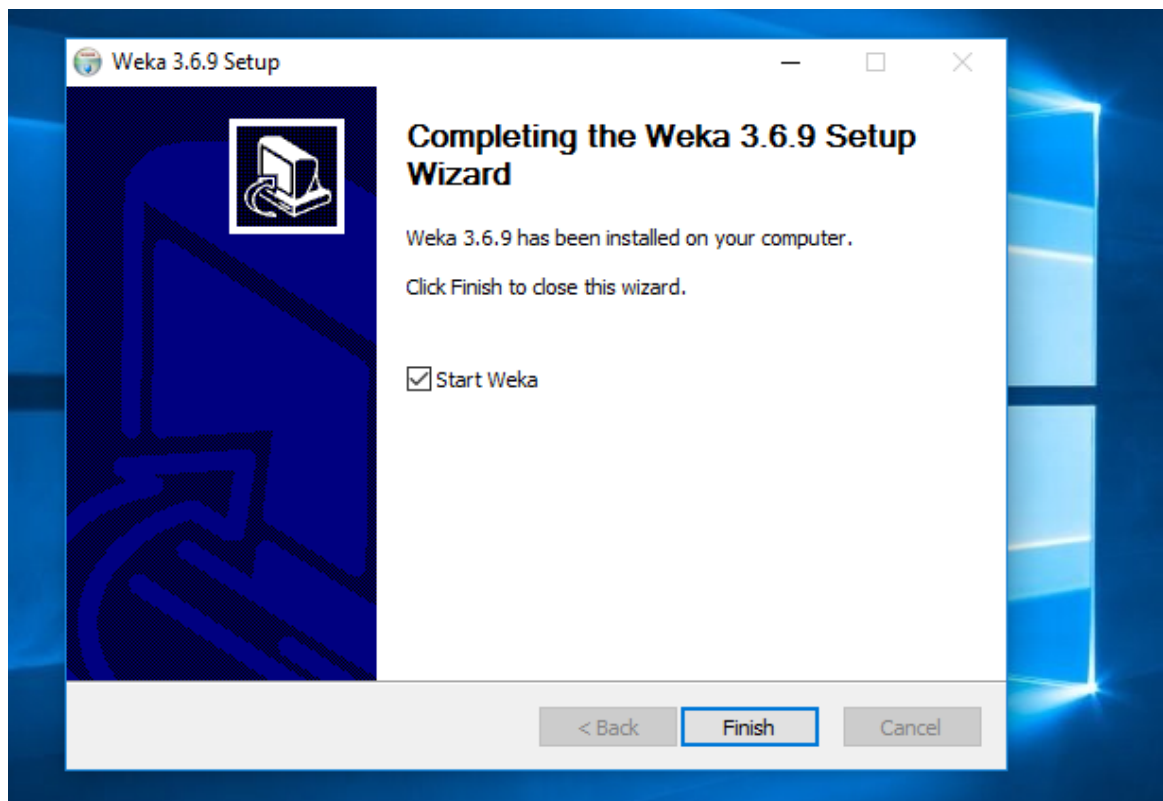 Weka 3.6.9 Setup
Completing the Weka 3.6.9 Setup
Wizard
Weka 3.6.9 has been installed on your computer.
Click Finish to close this wizard.
Start Weka
< Back Finish Cancel